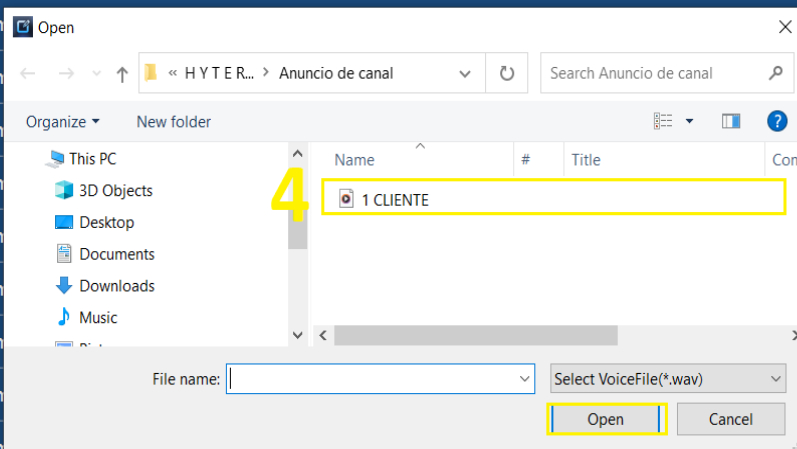 Open
« H Y T E R... > Anuncio de canal
Search Anuncio de canal
Organize
New folder
?
This PC
3D Objects
Desktop
Documents
Downloads
Music
Name
#
Title
Con
4
1 CLIENTE
File name:
Select VoiceFile(*.wav)
Open
Cancel